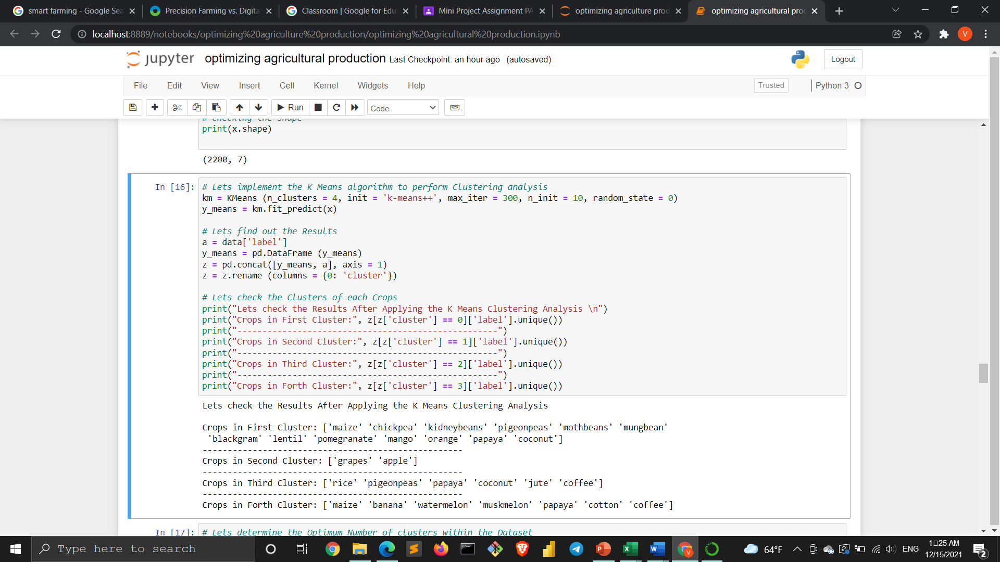 smart farming - Google Sea
Precision Farming vs. Digita
Classroom | Google for Edu
Mini Project Assignment PA
optimizing agriculture prod
optimizing agricultural proc
localhost:8889/notebooks/optimizing%20agriculture%20production/optimizing%20agricultural%20production.ipynb
V
jupyter optimizing agricultural production Last Checkpoint: an hour ago (autosaved)
Logout
File Edit View Insert Cell Kernel Widgets Help
Trusted
Python 3
Run
Code
# checking the shape
print(x.shape)
(2200, 7)
In [16]:
# Lets implement the K Means algorithm to perform Clustering analysis
km = KMeans (n_clusters = 4, init = 'k-means++', max_iter = 300, n_init = 10, random_state = 0)
y_means = km.fit_predict(x)
# Lets find out the Results
a = data['label']
y_means = pd.DataFrame (y_means)
z = pd.concat([y_means, a], axis = 1)
z = z.rename (columns = {0: 'cluster'})
# Lets check the Clusters of each Crops
print("Lets check the Results After Applying the K Means Clustering Analysis \n")
print("Crops in First Cluster:", z[z['cluster'] == 0]['label'].unique())
print("----------------------------------------------------")
print("Crops in Second Cluster:", z[z['cluster'] == 1]['label'].unique())
print("----------------------------------------------------")
print("Crops in Third Cluster:", z[z['cluster'] == 2]['label'].unique())
print("----------------------------------------------------")
print("Crops in Forth Cluster:", z[z['cluster'] == 3]['label'].unique())
Lets check the Results After Applying the K Means Clustering Analysis
Crops in First Cluster: ['maize' 'chickpea' 'kidneybeans' 'pigeonpeas' 'mothbeans' 'mungbean'
'blackgram' 'lentil' 'pomegranate' 'mango' 'orange' 'papaya' 'coconut']
----------------------------------------------------
Crops in Second Cluster: ['grapes' 'apple']
----------------------------------------------------
Crops in Third Cluster: ['rice' 'pigeonpeas' 'papaya' 'coconut' 'jute' 'coffee']
----------------------------------------------------
Crops in Forth Cluster: ['maize' 'banana' 'watermelon' 'muskmelon' 'papaya' 'cotton' 'coffee']
In [17]:
# Lets determine the Optimum Number of clusters within the Dataset
Type here to search
64°F
ENG
1:25 AM
12/15/2021
2